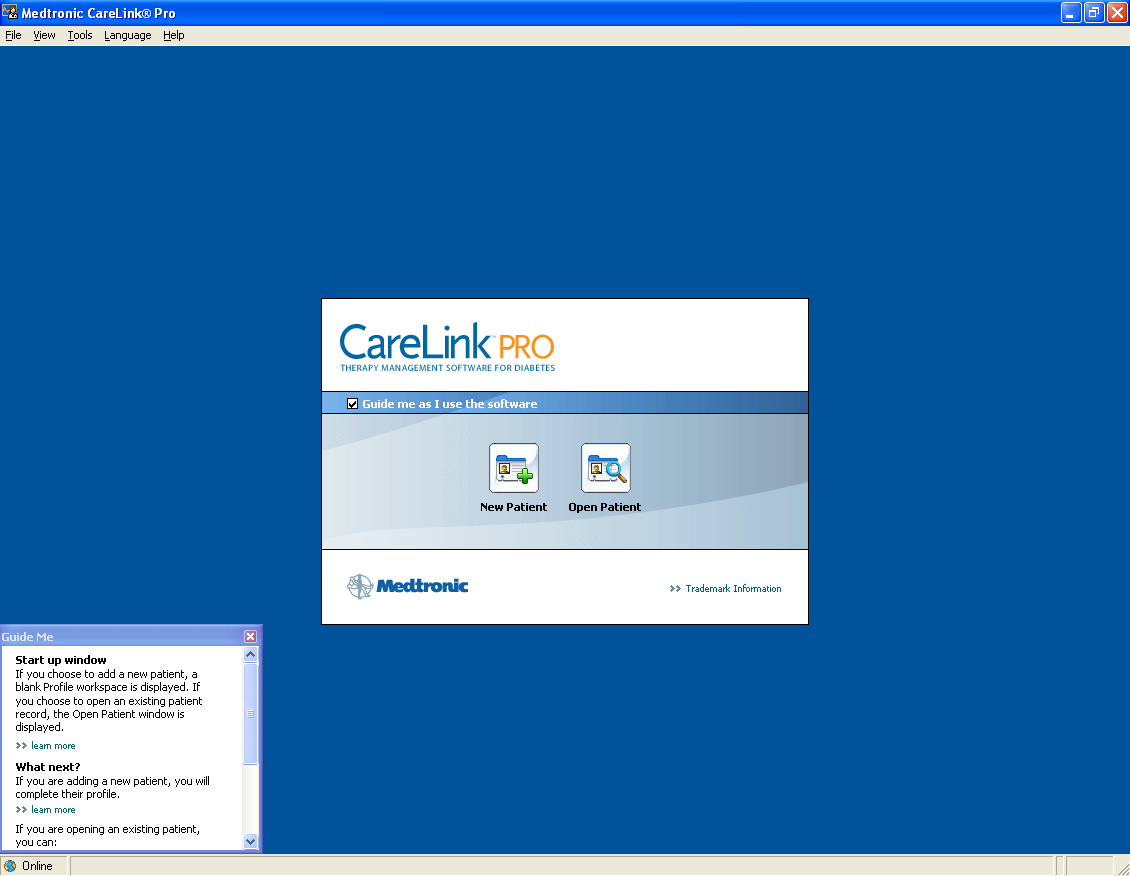 Medtronic CareLink® Pro
File View Tools Language Help
CareLink™ PRO
THERAPY MANAGEMENT SOFTWARE FOR DIABETES
Guide me as I use the software
New Patient Open Patient
Medtronic
>> Trademark Information
Guide Me
Start up window
If you choose to add a new patient, a
blank Profile workspace is displayed. If
you choose to open an existing patient
record, the Open Patient window is
displayed.
>> learn more
What next?
If you are adding a new patient, you will
complete their profile.
>> learn more
If you are opening an existing patient,
you can:
Online